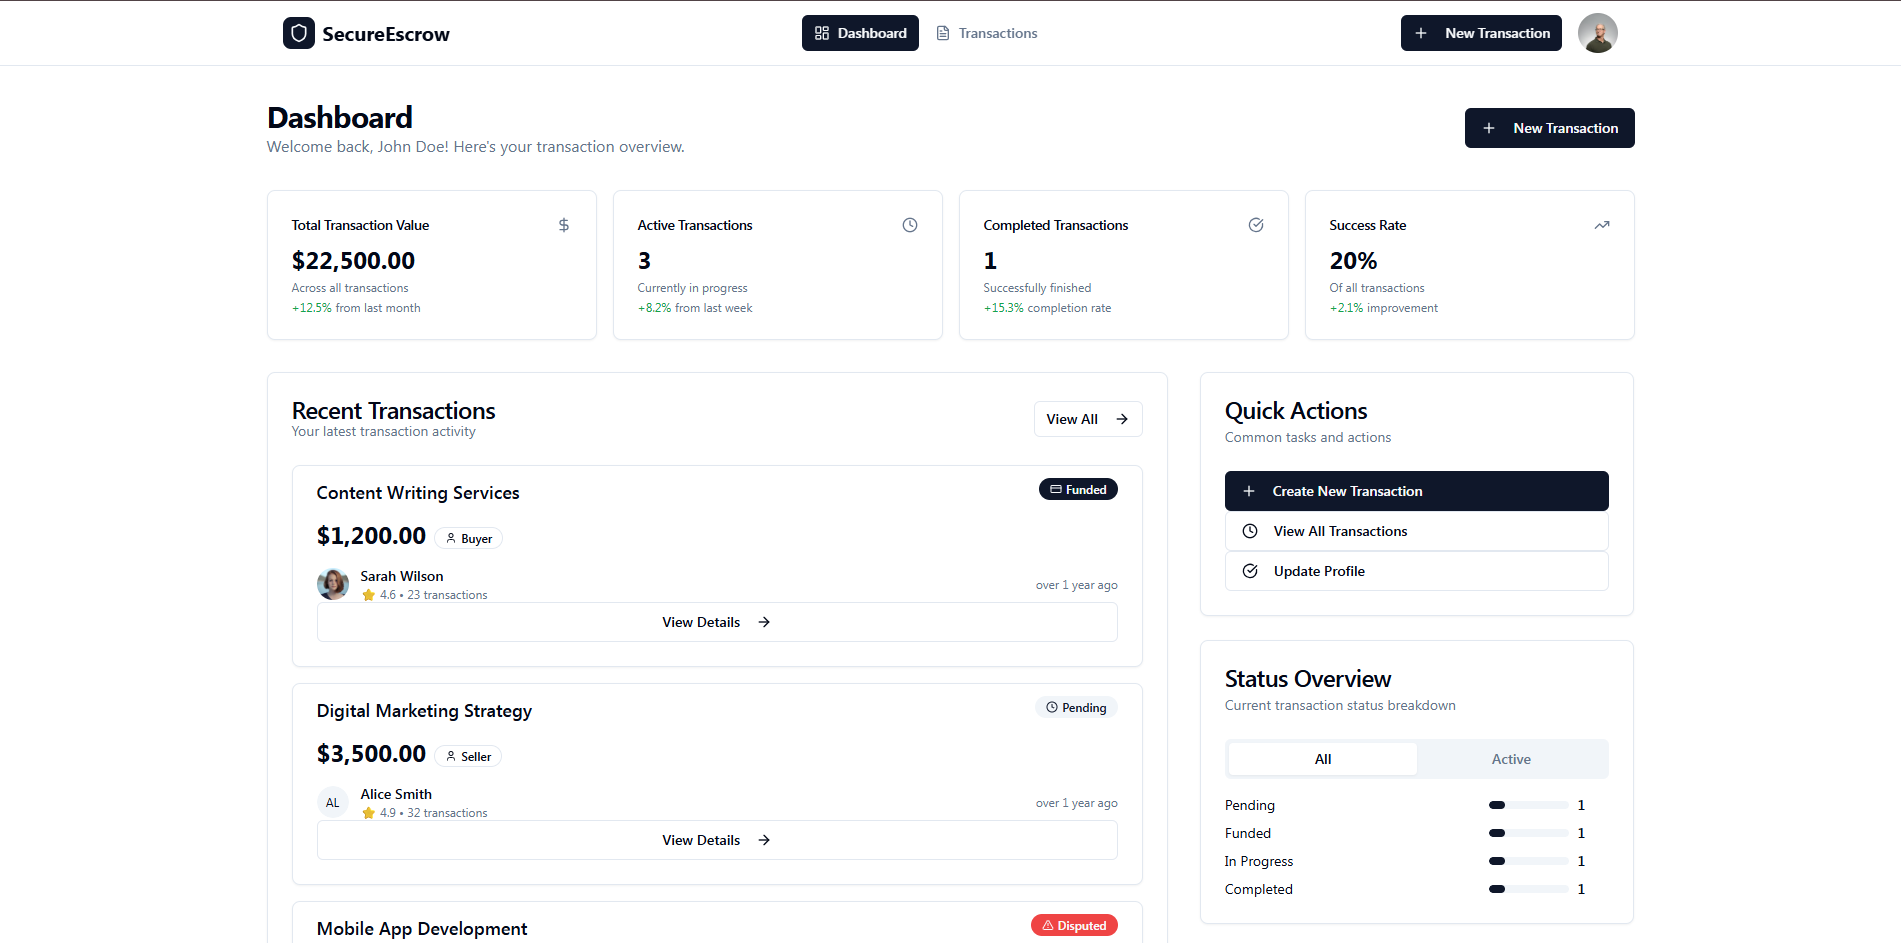 SecureEscrow
Dashboard
Transactions
New Transaction
Dashboard
Welcome back, John Doe! Here's your transaction overview.
New Transaction
Total Transaction Value
$22,500.00
Across all transactions
+12.5% from last month
Active Transactions
3
Currently in progress
+8.2% from last week
Completed Transactions
1
Successfully finished
+15.3% completion rate
Success Rate
20%
Of all transactions
+2.1% improvement
Recent Transactions
Your latest transaction activity
View All
Content Writing Services
Funded
$1,200.00
Buyer
Sarah Wilson
4.6 • 23 transactions
over 1 year ago
View Details
Digital Marketing Strategy
Pending
$3,500.00
Seller
AL
Alice Smith
4.9 • 32 transactions
over 1 year ago
View Details
Mobile App Development
Disputed
Quick Actions
Common tasks and actions
Create New Transaction
View All Transactions
Update Profile
Status Overview
Current transaction status breakdown
All
Active
Pending 1
Funded 1
In Progress 1
Completed 1